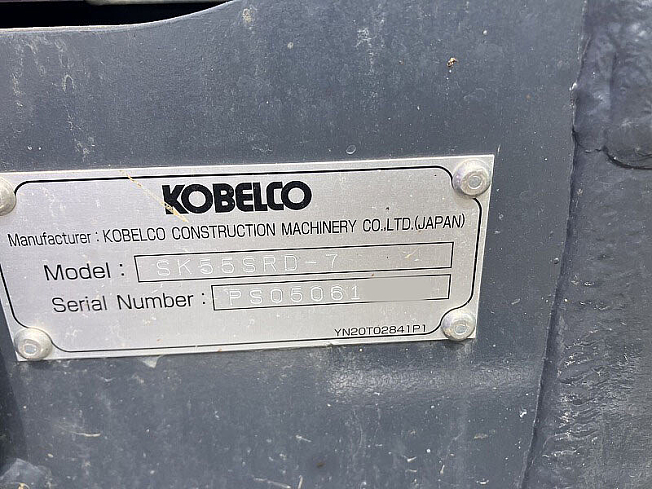 KOBELCO
Manufacturer : KOBELCO CONSTRUCTION MACHINERY CO.,LTD.(JAPAN)
Model : SK55SRD-7
Serial Number : PS05061
YN20T02841P1